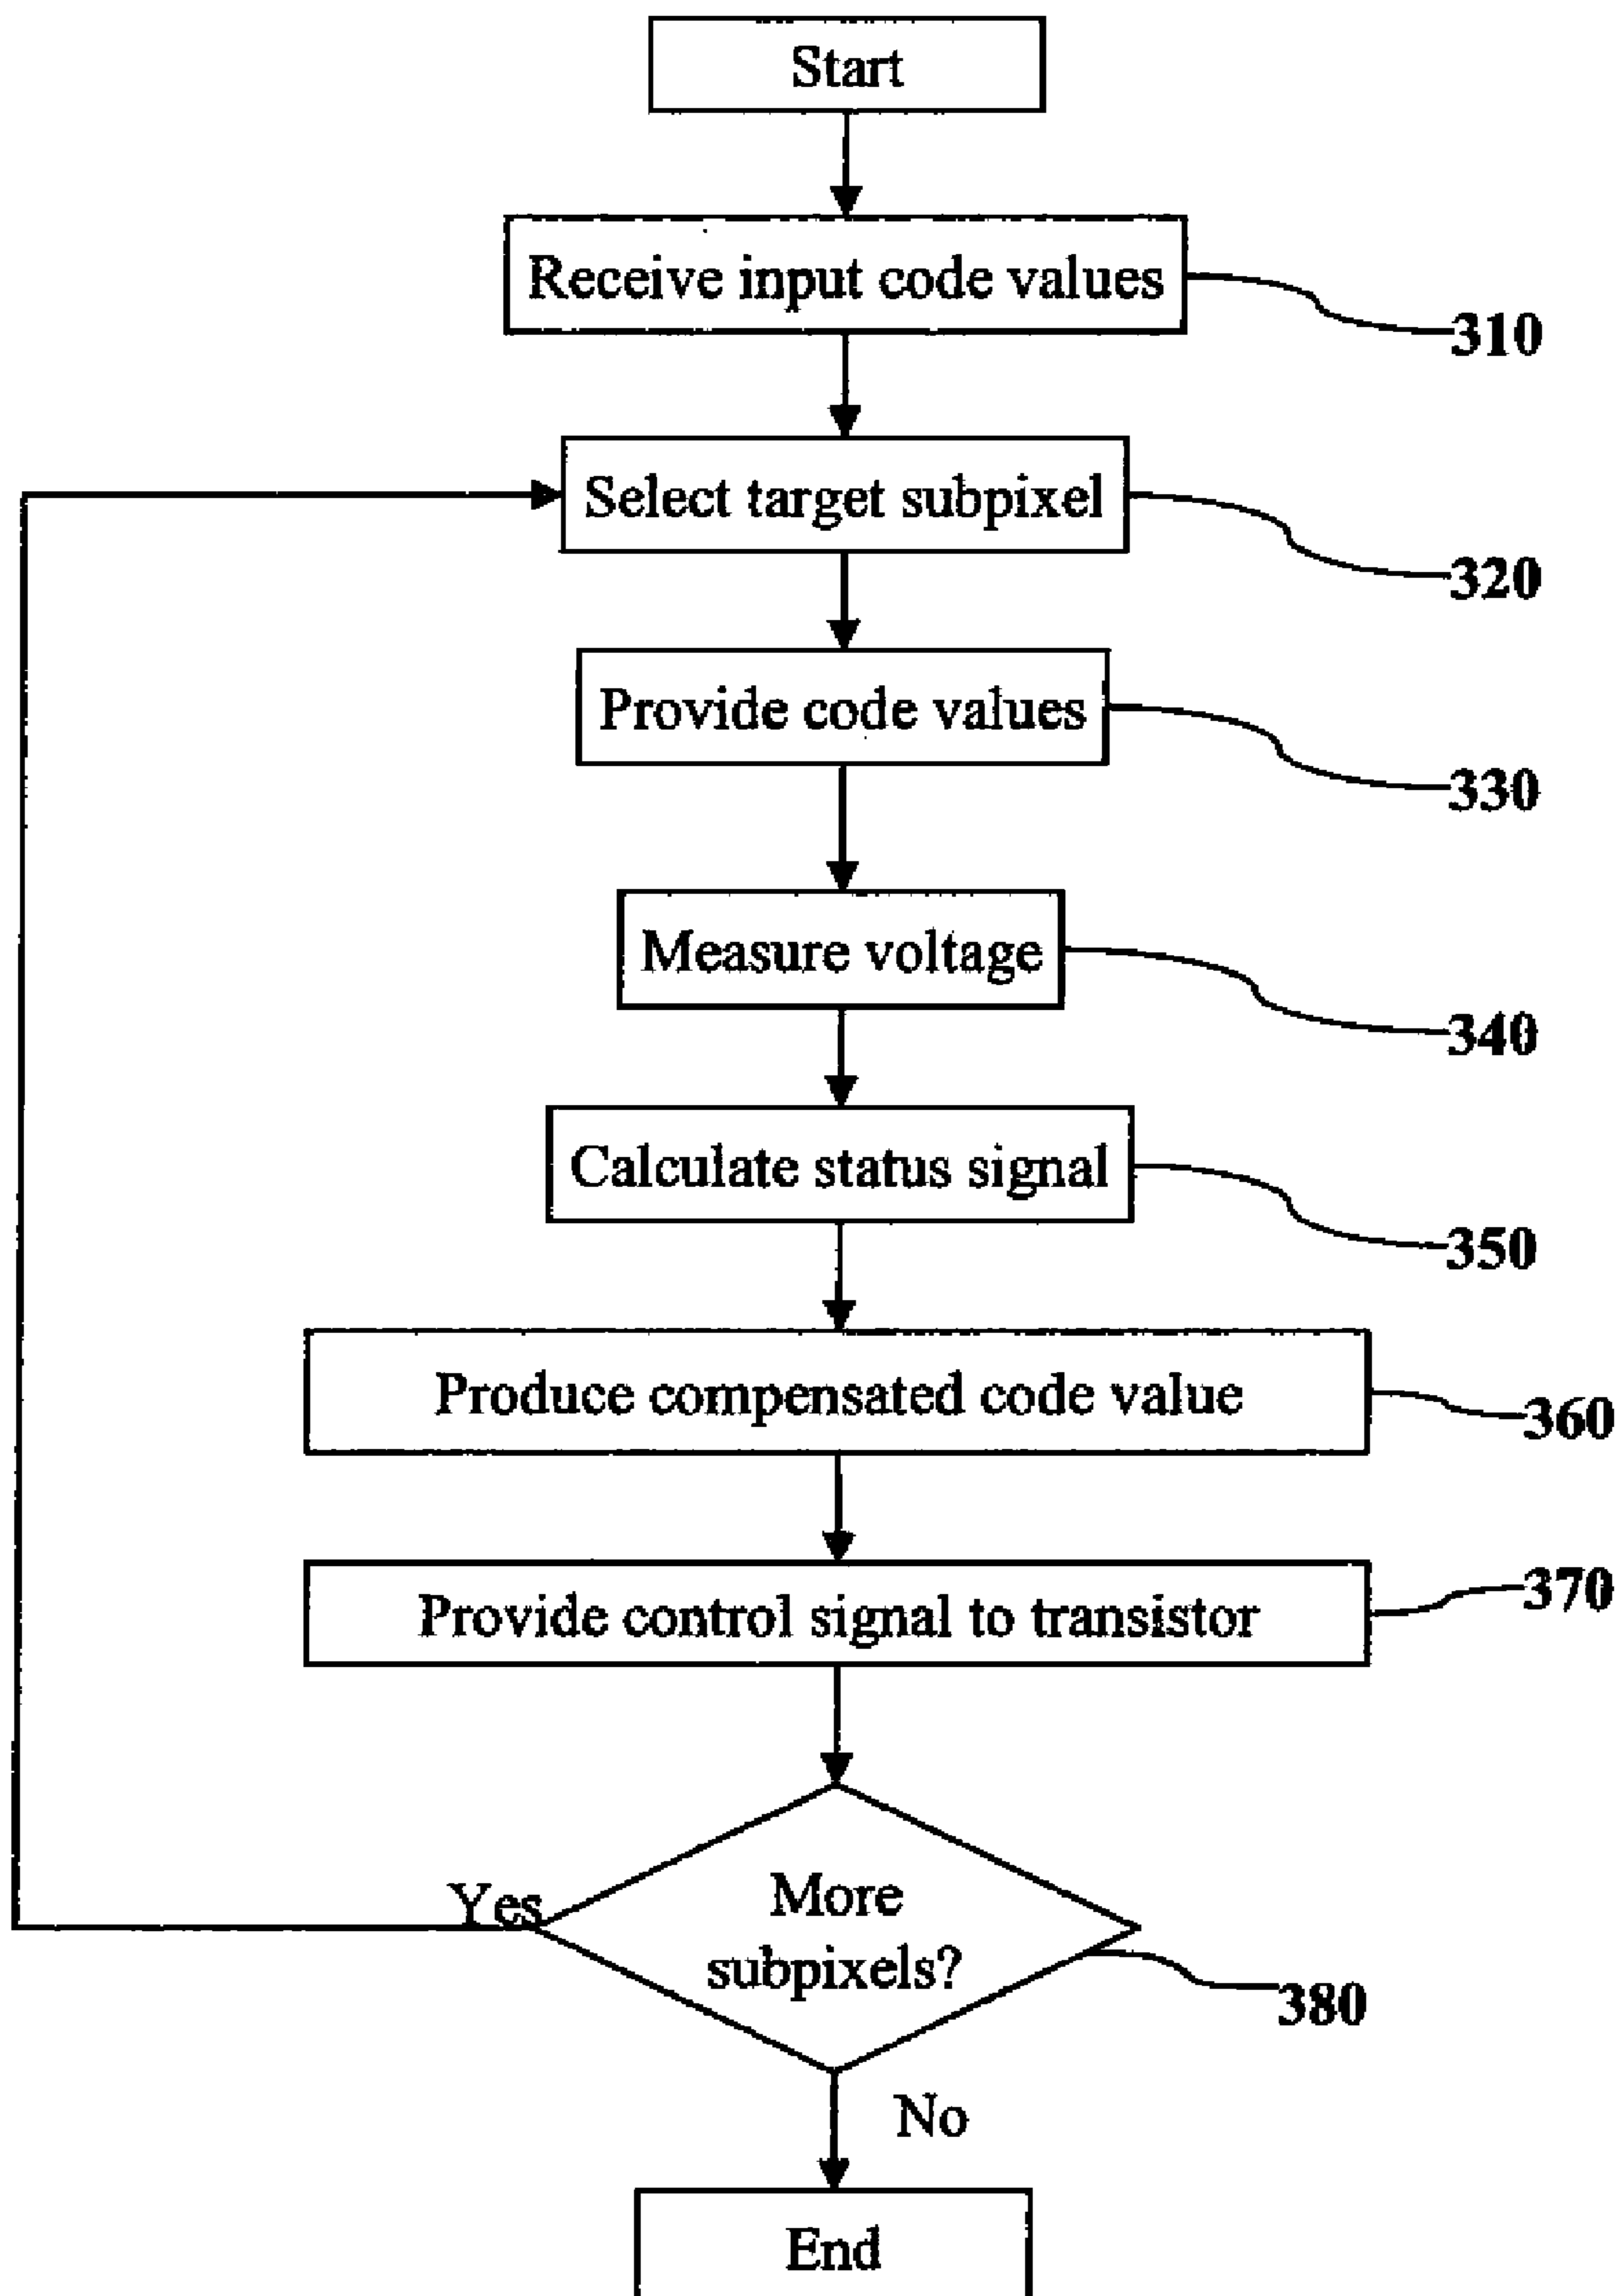 Start
Receive input code values
310
Select target subpixel
320
Provide code values
330
Measure voltage
340
Calculate status signal
350
Produce compensated code value
360
Provide control signal to transistor
370
More
subpixels?
Yes
380
No
End